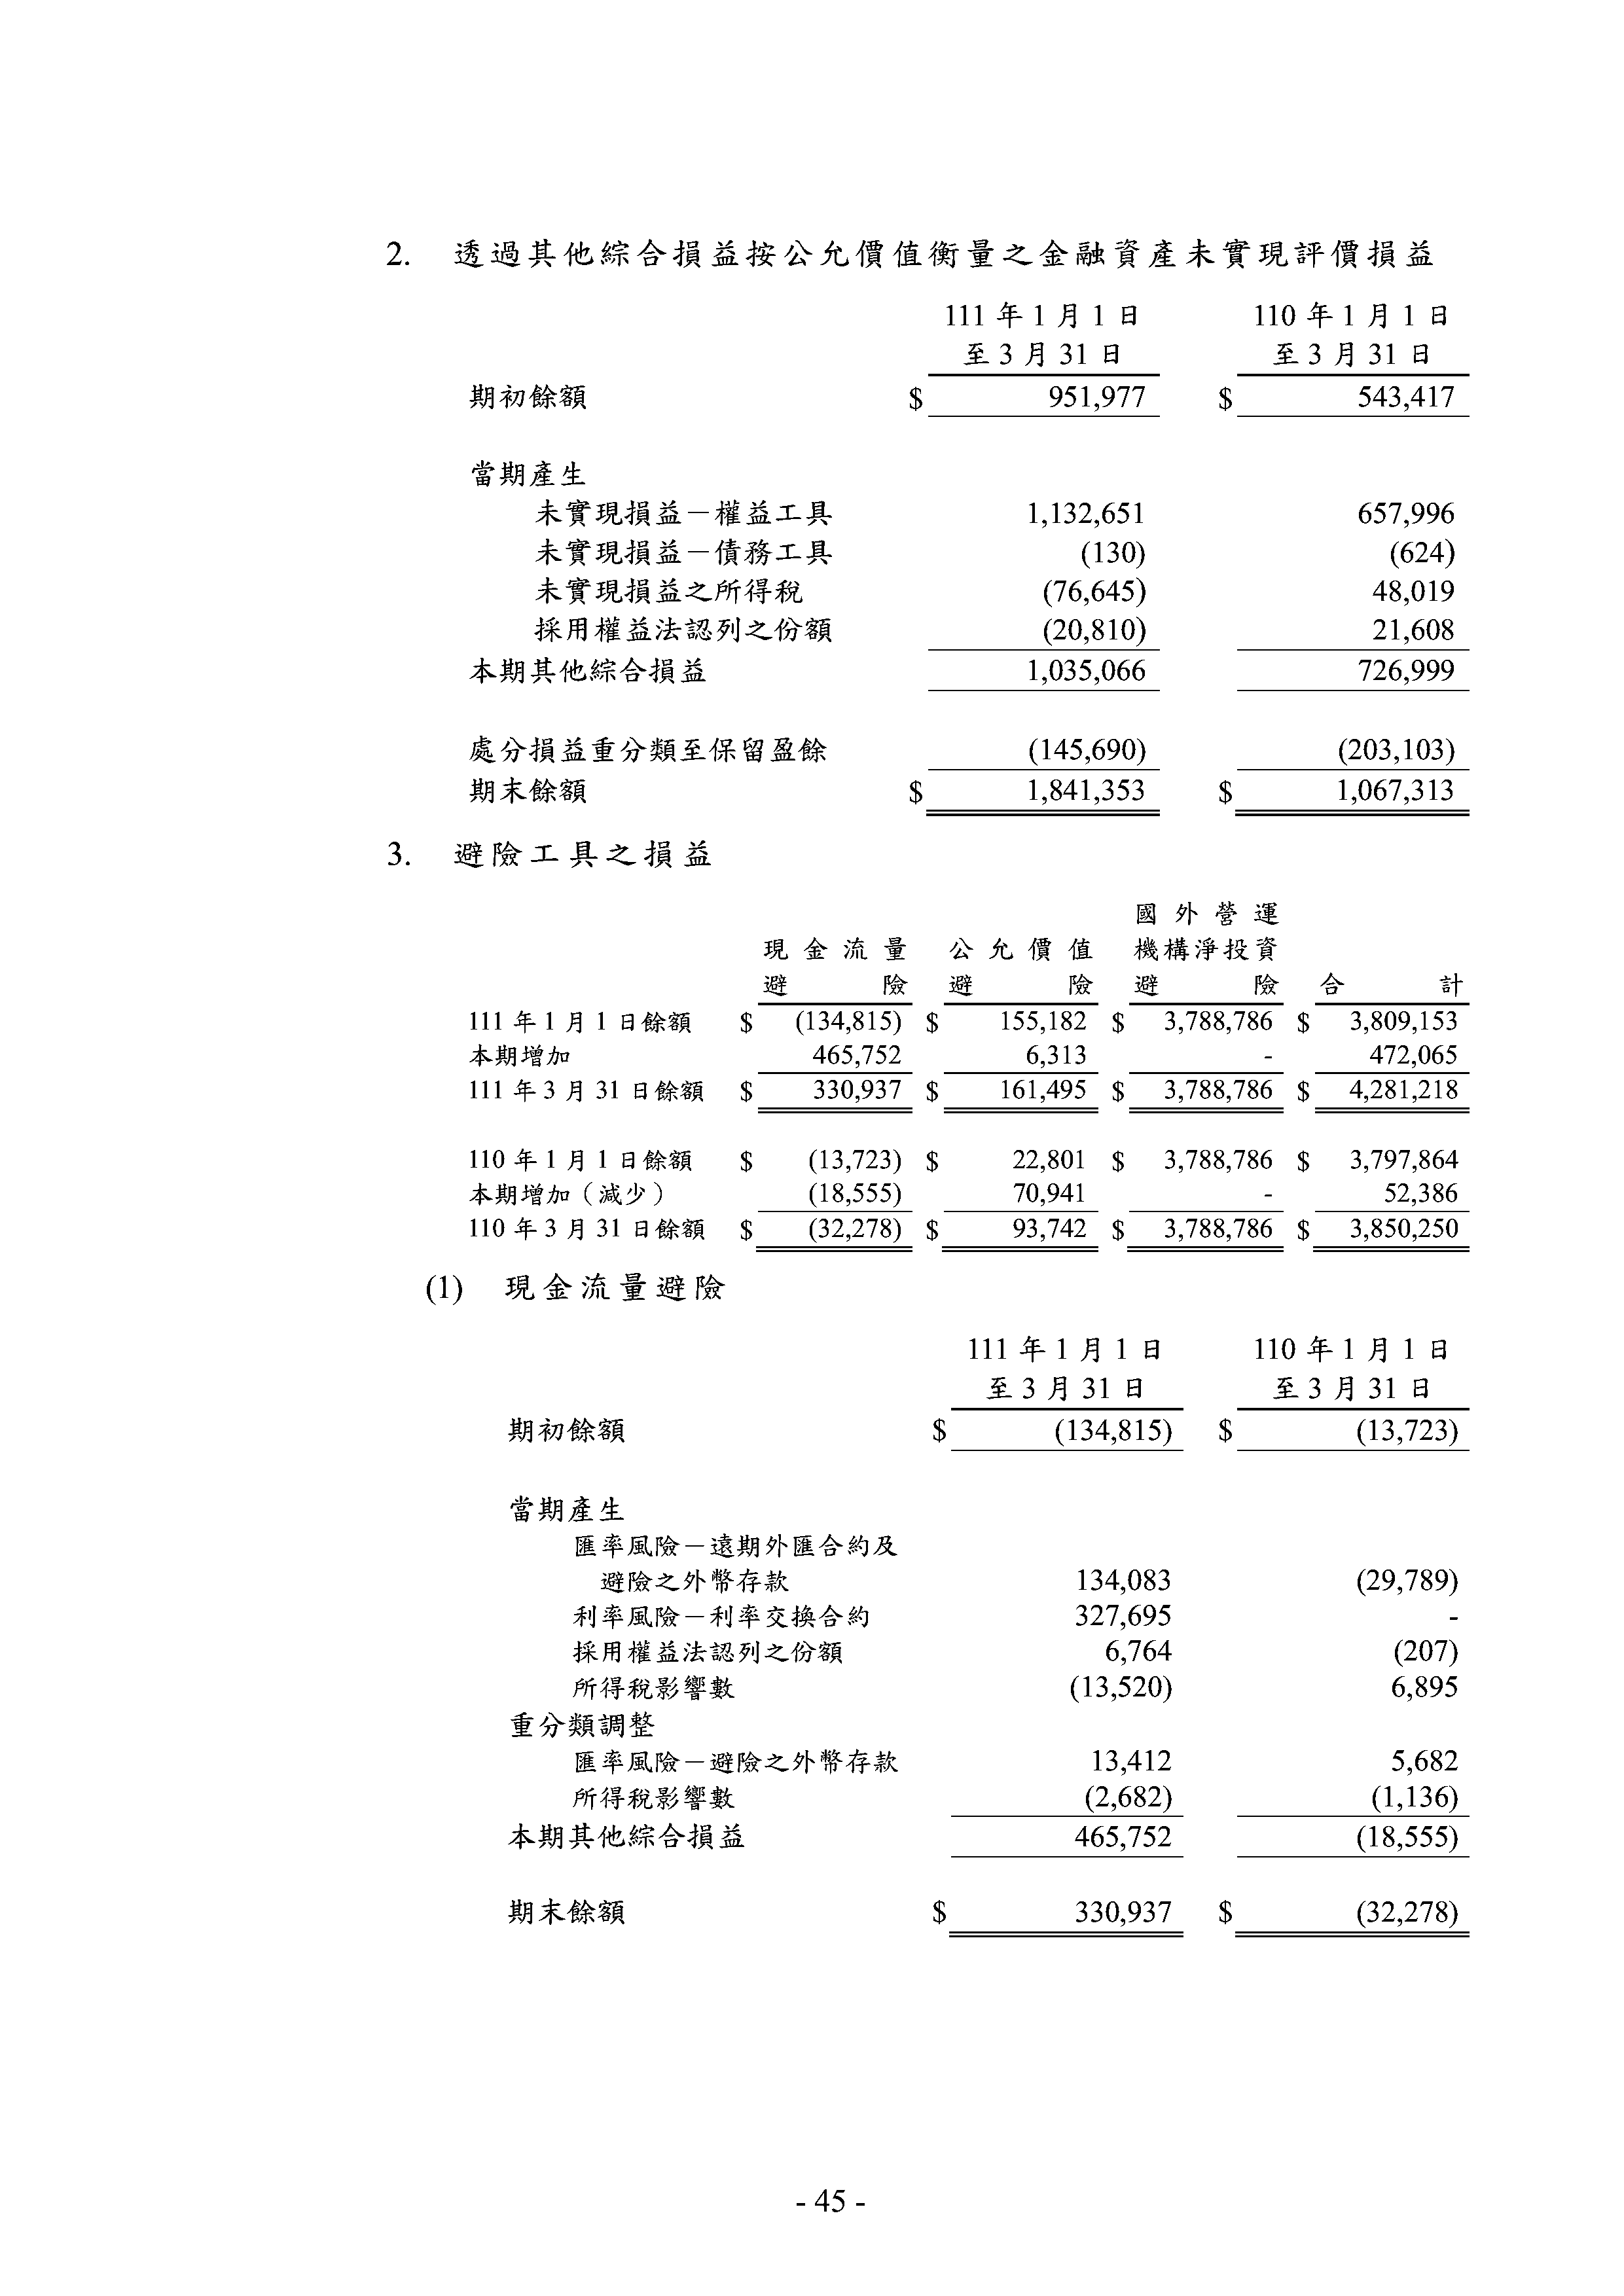 2. 透過其他綜合損益按公允價值衡量之金融資產未實現評價損益
111 年 1 月 1 日 110 年 1 月 1 日
至 3 月 31 日 至 3 月 31 日
期初餘額 $ 951,977 $ 543,417
當期產生
未實現損益－權益工具 1,132,651 657,996
未實現損益－債務工具 (130) (624)
未實現損益之所得稅 (76,645) 48,019
採用權益法認列之份額 (20,810) 21,608
本期其他綜合損益 1,035,066 726,999
處分損益重分類至保留盈餘 (145,690) (203,103)
期末餘額 $ 1,841,353 $ 1,067,313
3. 避險工具之損益
國外營運
現金流量 公允價值 機構淨投資
避險 避險 避險 合計
111 年 1 月 1 日餘額 $ (134,815) $ 155,182 $ 3,788,786 $ 3,809,153
本期增加 465,752 6,313 - 472,065
111 年 3 月 31 日餘額 $ 330,937 $ 161,495 $ 3,788,786 $ 4,281,218
110 年 1 月 1 日餘額 $ (13,723) $ 22,801 $ 3,788,786 $ 3,797,864
本期增加（減少） (18,555) 70,941 - 52,386
110 年 3 月 31 日餘額 $ (32,278) $ 93,742 $ 3,788,786 $ 3,850,250
(1) 現金流量避險
111 年 1 月 1 日 110 年 1 月 1 日
至 3 月 31 日 至 3 月 31 日
期初餘額 $ (134,815) $ (13,723)
當期產生
匯率風險－遠期外匯合約及
避險之外幣存款 134,083 (29,789)
利率風險－利率交換合約 327,695 -
採用權益法認列之份額 6,764 (207)
所得稅影響數 (13,520) 6,895
重分類調整
匯率風險－避險之外幣存款 13,412 5,682
所得稅影響數 (2,682) (1,136)
本期其他綜合損益 465,752 (18,555)
期末餘額 $ 330,937 $ (32,278)
- 45 -